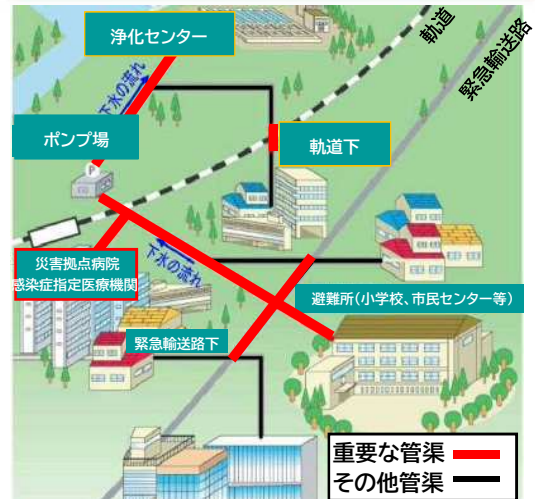 浄化センター
軌道
緊急輸送路
下水の流れ
ポンプ場
軌道下
P
下水の流れ
災害拠点病院
感染症指定医療機関
避難所(小学校、市民センター等)
緊急輸送路下
重要な管渠
その他管渠